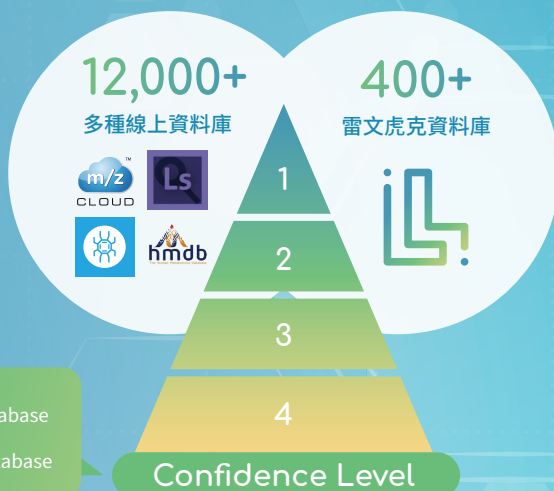 12,000+
多種線上資料庫
400+
雷文虎克資料庫
m/z
CLOUD
™
Ls
hmdb
1
2
3
4
abase
abase
Confidence Level